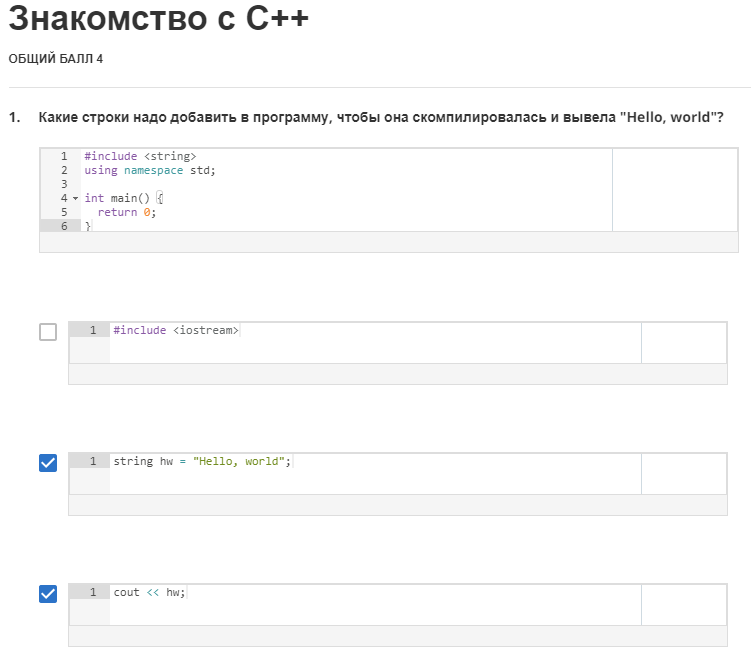 Знакомство с C++
ОБЩИЙ БАЛЛ 4
1. Какие строки надо добавить в программу, чтобы она скомпилировалась и вывела "Hello, world"?
1 #include <string>
2 using namespace std;
3
4 int main() {
5 return 0;
6 }
1 #include <iostream>
1 string hw = "Hello, world";
1 cout << hw;